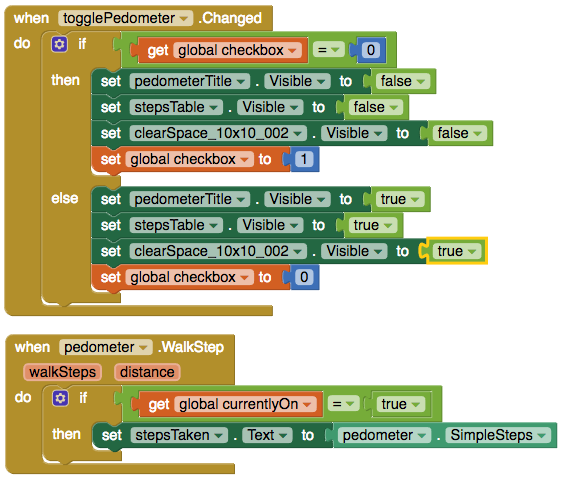 when togglePedometer .Changed
do if get global checkbox = 0
then set pedometerTitle . Visible to false
set stepsTable . Visible to false
set clearSpace_10x10_002 . Visible to false
set global checkbox to 1
else set pedometerTitle . Visible to true
set stepsTable . Visible to true
set clearSpace_10x10_002 . Visible to true
set global checkbox to 0
when pedometer .WalkStep
walkSteps distance
do if get global currentlyOn = true
then set stepsTaken . Text to pedometer . SimpleSteps